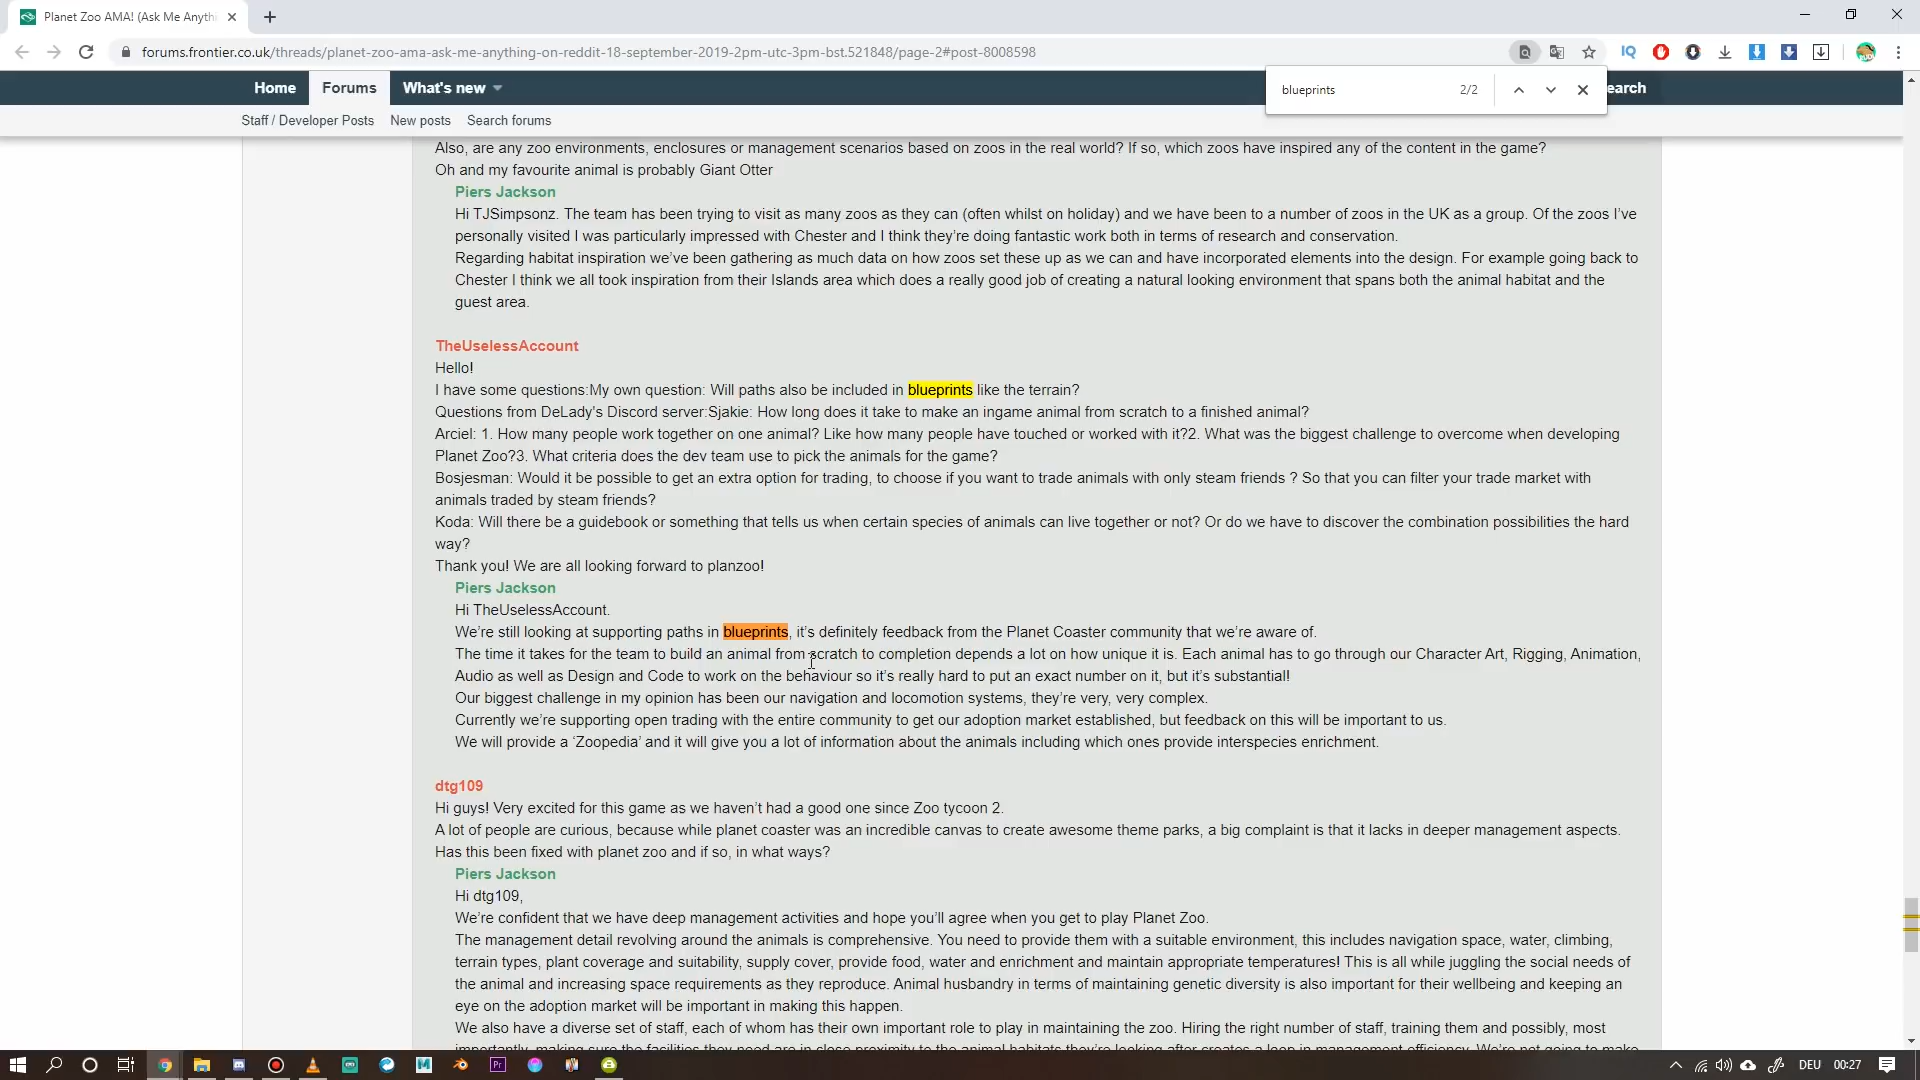 Planet Zoo AMA! (Ask Me Anythi
forums.frontier.co.uk/threads/planet-zoo-ama-ask-me-anything-on-reddit-18-september-2019-2pm-utc-3pm-bst.521848/page-2#post-8008598
IQ
Home
Forums
What's new
blueprints
2/2
earch
Staff / Developer Posts
New posts
Search forums
Also, are any zoo environments, enclosures or management scenarios based on zoos in the real world? If so, which zoos have inspired any of the content in the game?
Oh and my favourite animal is probably Giant Otter
Piers Jackson
Hi TJSimpsonz. The team has been trying to visit as many zoos as they can (often whilst on holiday) and we have been to a number of zoos in the UK as a group. Of the zoos I've
personally visited I was particularly impressed with Chester and I think they're doing fantastic work both in terms of research and conservation.
Regarding habitat inspiration we've been gathering as much data on how zoos set these up as we can and have incorporated elements into the design. For example going back to
Chester I think we all took inspiration from their Islands area which does a really good job of creating a natural looking environment that spans both the animal habitat and the
guest area.
TheUselessAccount
Hello!
I have some questions:My own question: Will paths also be included in blueprints like the terrain?
Questions from DeLady's Discord server:Sjakie: How long does it take to make an ingame animal from scratch to a finished animal?
Arciel: 1. How many people work together on one animal? Like how many people have touched or worked with it?2. What was the biggest challenge to overcome when developing
Planet Zoo?3. What criteria does the dev team use to pick the animals for the game?
Bosjesman: Would it be possible to get an extra option for trading, to choose if you want to trade animals with only steam friends ? So that you can filter your trade market with
animals traded by steam friends?
Koda: Will there be a guidebook or something that tells us when certain species of animals can live together or not? Or do we have to discover the combination possibilities the hard
way?
Thank you! We are all looking forward to planzoo!
Piers Jackson
Hi TheUselessAccount.
We're still looking at supporting paths in blueprints, it's definitely feedback from the Planet Coaster community that we're aware of.
The time it takes for the team to build an animal from scratch to completion depends a lot on how unique it is. Each animal has to go through our Character Art, Rigging, Animation,
Audio as well as Design and Code to work on the behaviour so it's really hard to put an exact number on it, but it's substantial!
Our biggest challenge in my opinion has been our navigation and locomotion systems, they're very, very complex.
Currently we're supporting open trading with the entire community to get our adoption market established, but feedback on this will be important to us.
We will provide a 'Zoopedia' and it will give you a lot of information about the animals including which ones provide interspecies enrichment.
dtg109
Hi guys! Very excited for this game as we haven't had a good one since Zoo tycoon 2.
A lot of people are curious, because while planet coaster was an incredible canvas to create awesome theme parks, a big complaint is that it lacks in deeper management aspects.
Has this been fixed with planet zoo and if so, in what ways?
Piers Jackson
Hi dtg109,
We're confident that we have deep management activities and hope you'll agree when you get to play Planet Zoo.
The management detail revolving around the animals is comprehensive. You need to provide them with a suitable environment, this includes navigation space, water, climbing,
terrain types, plant coverage and suitability, supply cover, provide food, water and enrichment and maintain appropriate temperatures! This is all while juggling the social needs of
the animal and increasing space requirements as they reproduce. Animal husbandry in terms of maintaining genetic diversity is also important for their wellbeing and keeping an
eye on the adoption market will be important in making this happen.
We also have a diverse set of staff, each of whom has their own important role to play in maintaining the zoo. Hiring the right number of staff, training them and possibly, most
importantly, making sure the facilities they need are in close proximity to the animal habitats they're looking after creates a loop in management efficiency. We're not going to make
M
Pr
DEU
00:27